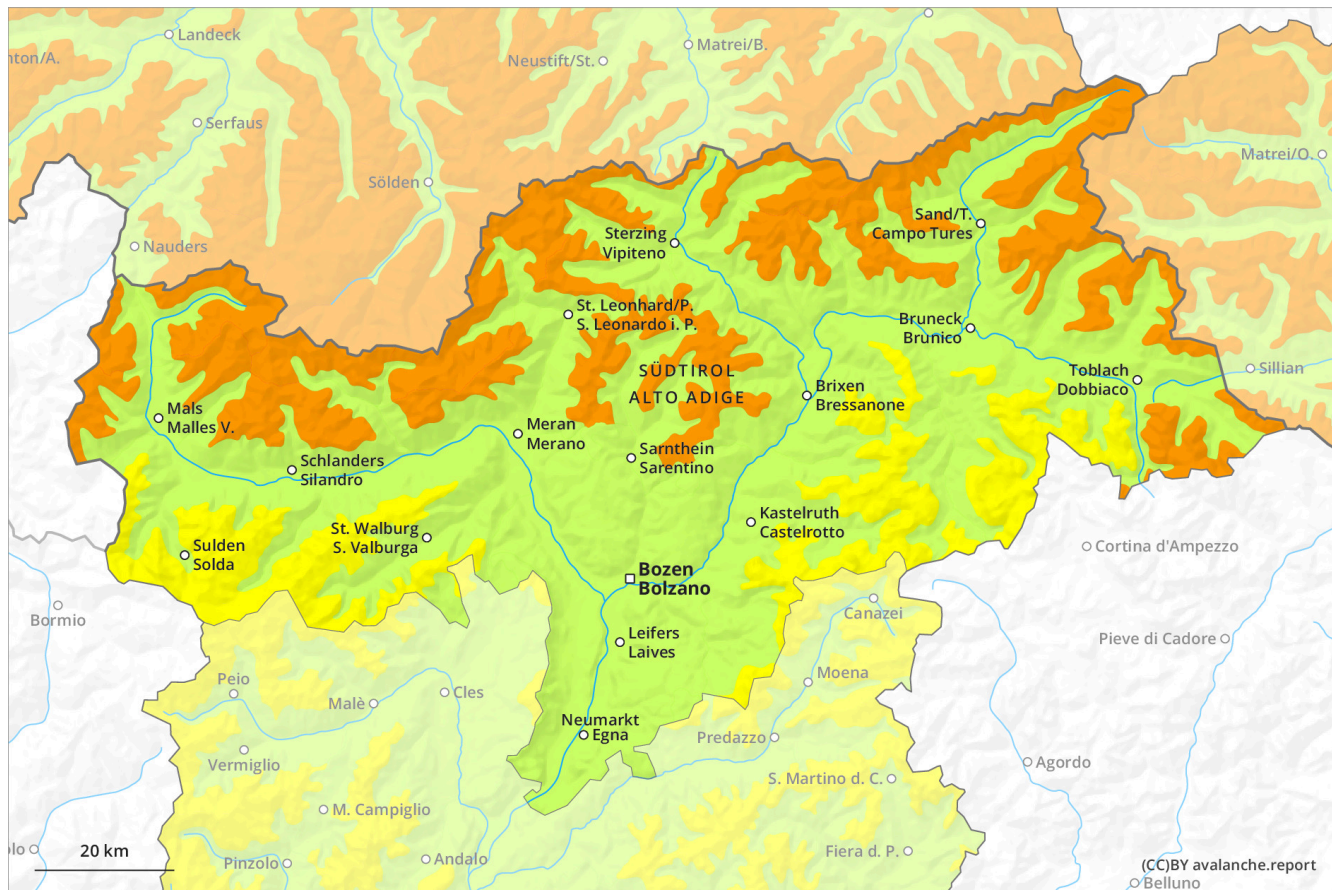 Landeck
Matrei/B.
nton/A.
Neustift/St.
Serfaus
Matrei/O.
Sölden
Sand/T.
Campo Tures
Nauders
Sterzing
Vipiteno
St. Leonhard/P.
S. Leonardo i. P.
Bruneck
Brunico
SÜDTIROL
ALTO ADIGE
Toblach
Dobbiaco
Sillian
Brixen
Bressanone
Mals
Malles V.
Meran
Merano
Sarnthein
Sarentino
Schlanders
Silandro
Kastelruth
Castelrotto
St. Walburg
S. Valburga
Sulden
Solda
Cortina d'Ampezzo
Bozen
Bolzano
Bormio
Canazei
Leifers
Laives
Pieve di Cadore
Peio
Moena
Malè
Cles
Neumarkt
Egna
Predazzo
Vermiglio
Agordo
S. Martino d. C.
M. Campiglio
olo
20 km
Pinzolo
Andalo
Fiera d. P.
(CC)BY avalanche.report
Belluno